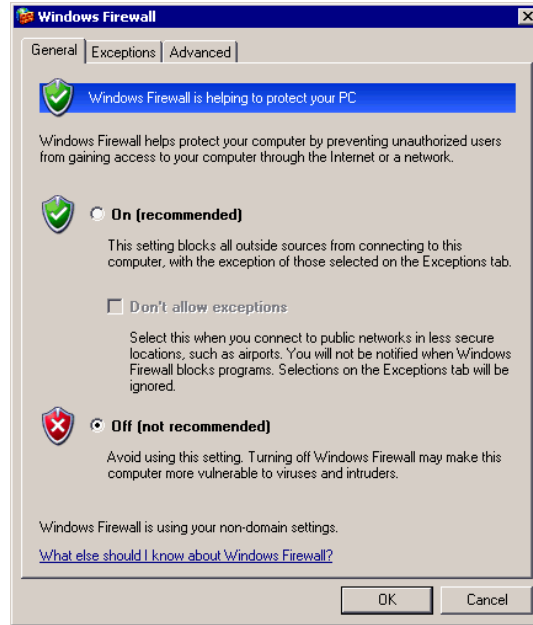 Windows Firewall
General Exceptions Advanced
Windows Firewall is helping to protect your PC
Windows Firewall helps protect your computer by preventing unauthorized users
from gaining access to your computer through the Internet or a network.
On (recommended)
This setting blocks all outside sources from connecting to this
computer, with the exception of those selected on the Exceptions tab.
Don't allow exceptions
Select this when you connect to public networks in less secure
locations, such as airports. You will not be notified when Windows
Firewall blocks programs. Selections on the Exceptions tab will be
ignored.
Off (not recommended)
Avoid using this setting. Turning off Windows Firewall may make this
computer more vulnerable to viruses and intruders.
Windows Firewall is using your non-domain settings.
What else should I know about Windows Firewall?
OK Cancel